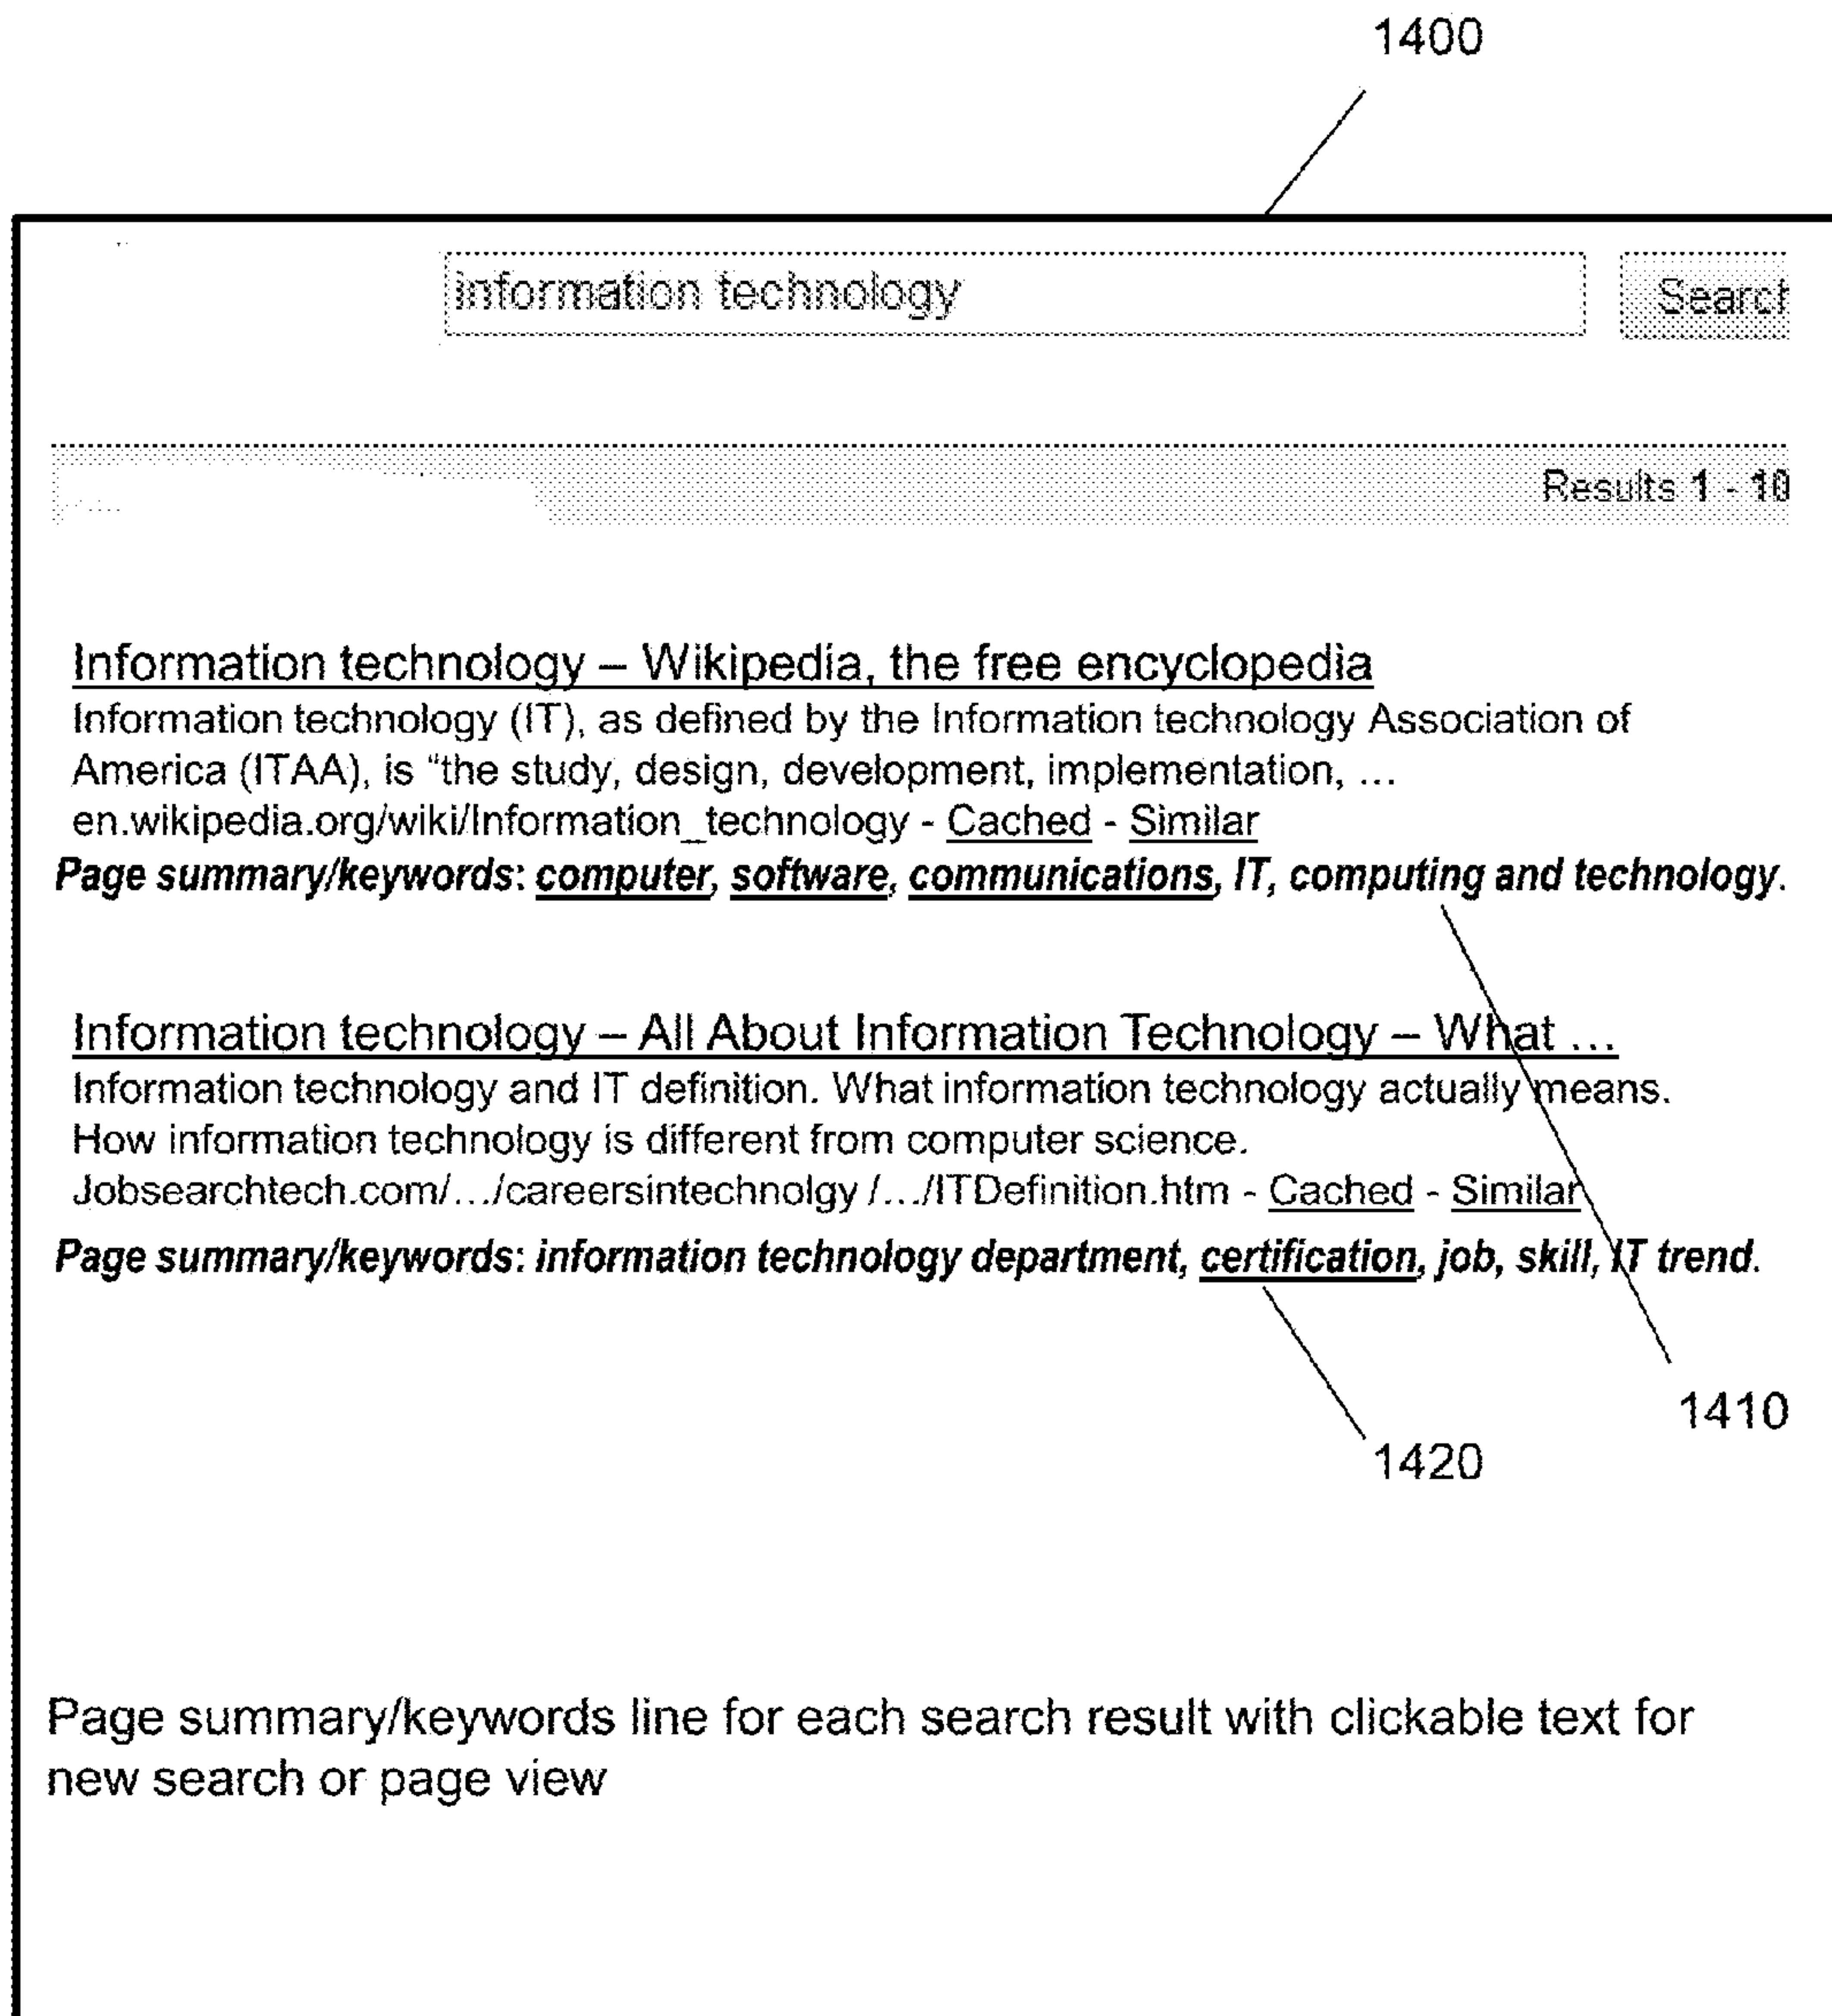 1400
information technology Search
Results 1 - 10
Information technology – Wikipedia, the free encyclopedia
Information technology (IT), as defined by the Information technology Association of
America (ITAA), is “the study, design, development, implementation, ...
en.wikipedia.org/wiki/Information_technology - Cached - Similar
Page summary/keywords: computer, software, communications, IT, computing and technology.
Information technology – All About Information Technology – What ...
Information technology and IT definition. What information technology actually means.
How information technology is different from computer science.
Jobsearchtech.com/.../careersintechnolgy /.../ITDefinition.htm - Cached - Similar
Page summary/keywords: information technology department, certification, job, skill, IT trend.
1410
1420
Page summary/keywords line for each search result with clickable text for
new search or page view